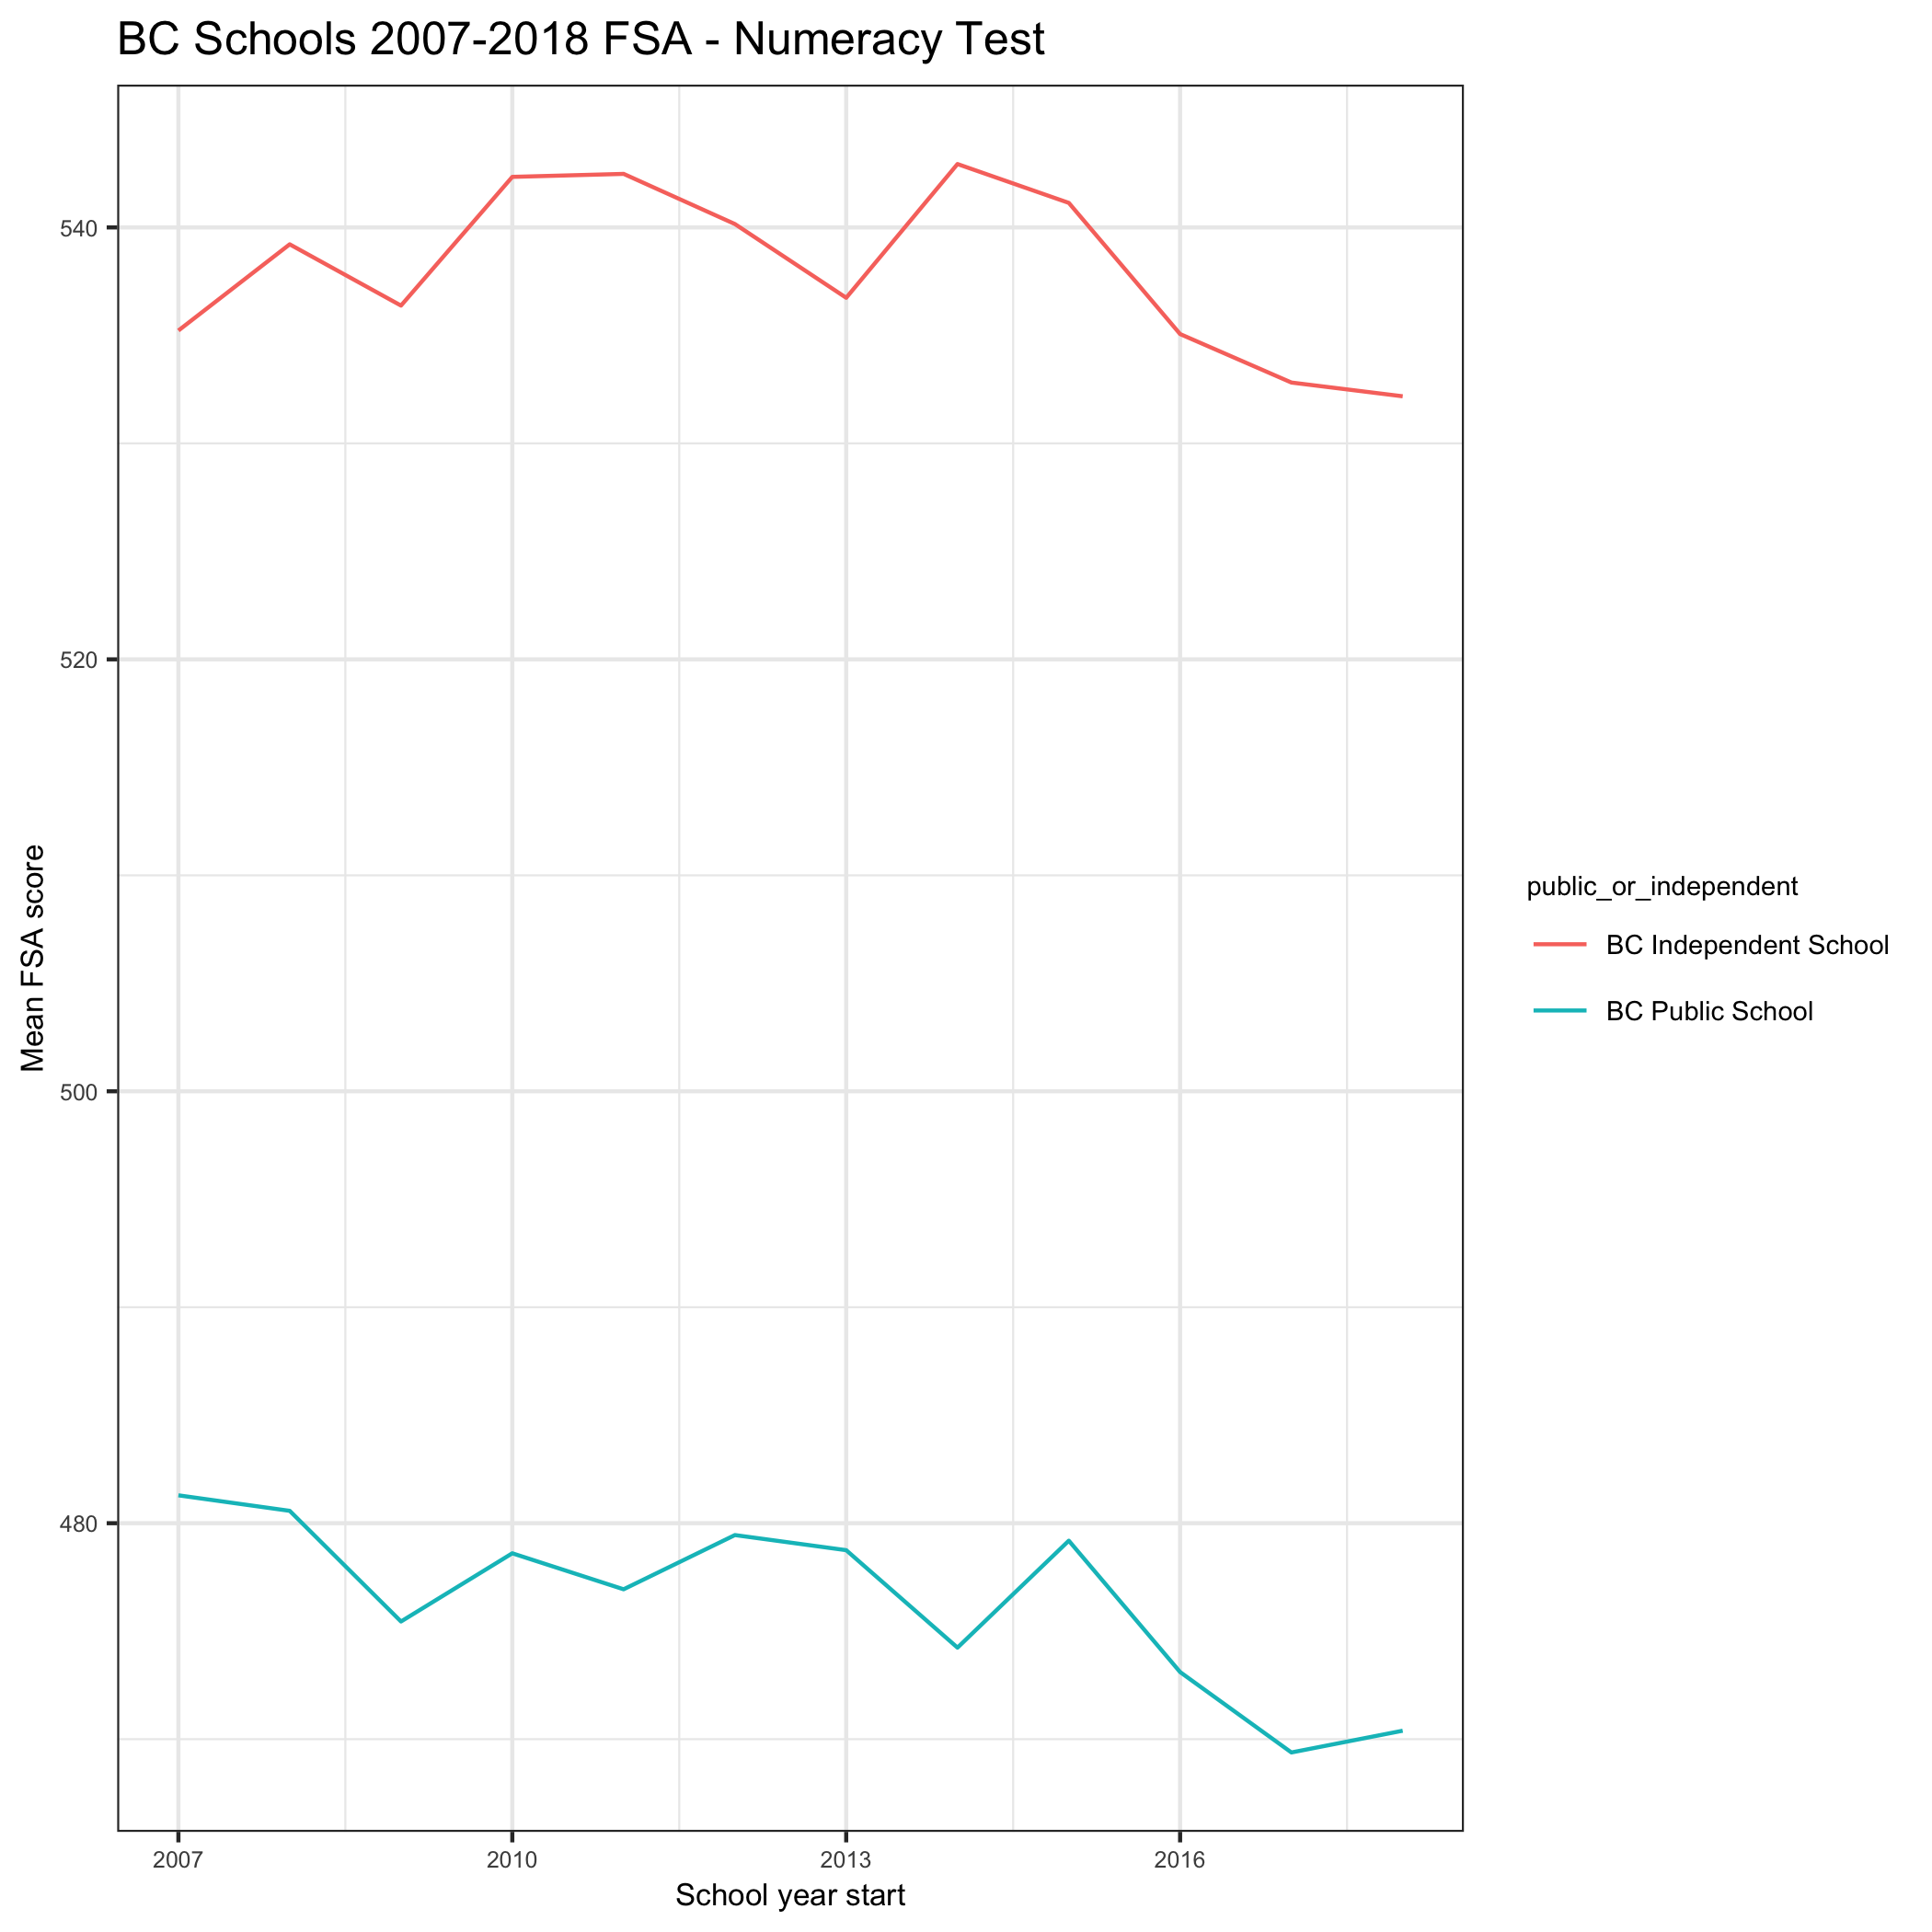 BC Schools 2007-2018 FSA - Numeracy Test
540
520
500
480
Mean FSA score
2007
2010
2013
2016
School year start
public_or_independent
BC Independent School
BC Public School